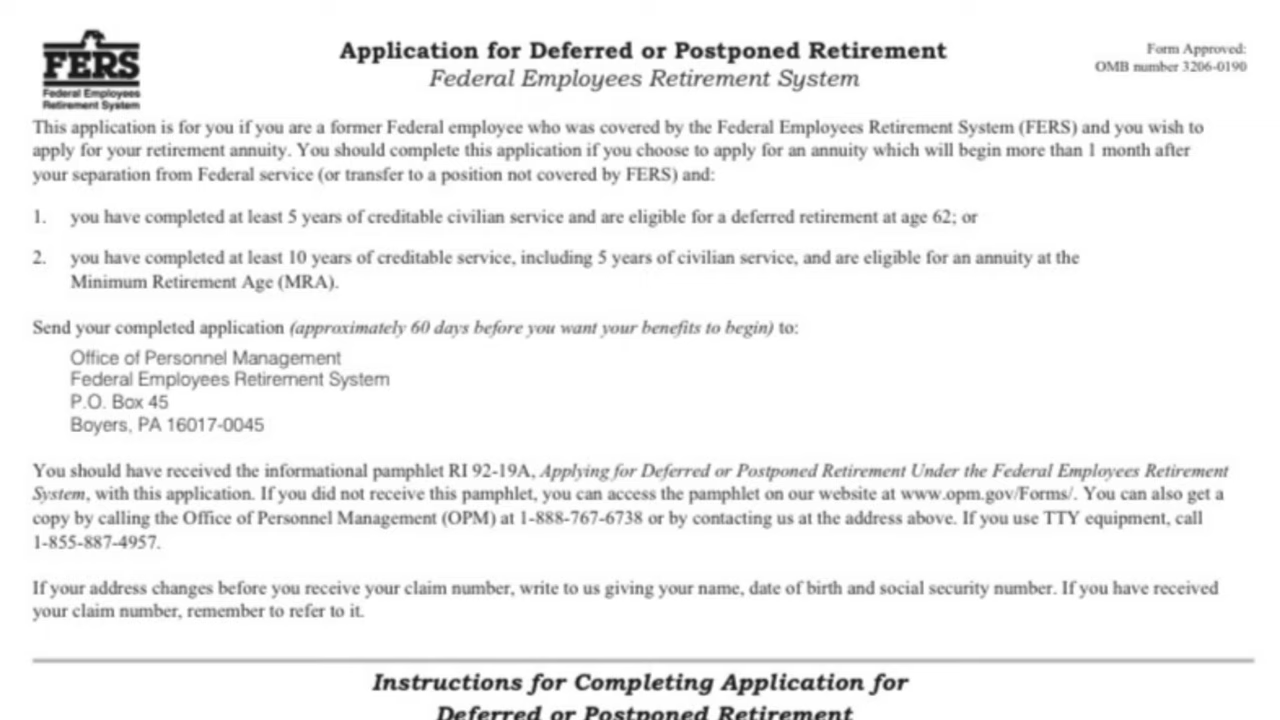 FERS
Federal Employees
Retirement System
Application for Deferred or Postponed Retirement
Federal Employees Retirement System
Form Approved:
OMB number 3206-0190
This application is for you if you are a former Federal employee who was covered by the Federal Employees Retirement System (FERS) and you wish to
apply for your retirement annuity. You should complete this application if you choose to apply for an annuity which will begin more than 1 month after
your separation from Federal service (or transfer to a position not covered by FERS) and:
1. you have completed at least 5 years of creditable civilian service and are eligible for a deferred retirement at age 62; or
2. you have completed at least 10 years of creditable service, including 5 years of civilian service, and are eligible for an annuity at the
Minimum Retirement Age (MRA).
Send your completed application (approximately 60 days before you want your benefits to begin) to:
Office of Personnel Management
Federal Employees Retirement System
P.O. Box 45
Boyers, PA 16017-0045
You should have received the informational pamphlet RI 92-19A, Applying for Deferred or Postponed Retirement Under the Federal Employees Retirement
System, with this application. If you did not receive this pamphlet, you can access the pamphlet on our website at www.opm.gov/Forms/. You can also get a
copy by calling the Office of Personnel Management (OPM) at 1-888-767-6738 or by contacting us at the address above. If you use TTY equipment, call
1-855-887-4957.
If your address changes before you receive your claim number, write to us giving your name, date of birth and social security number. If you have received
your claim number, remember to refer to it.
Instructions for Completing Application for
Deferred or Postponed Retirement